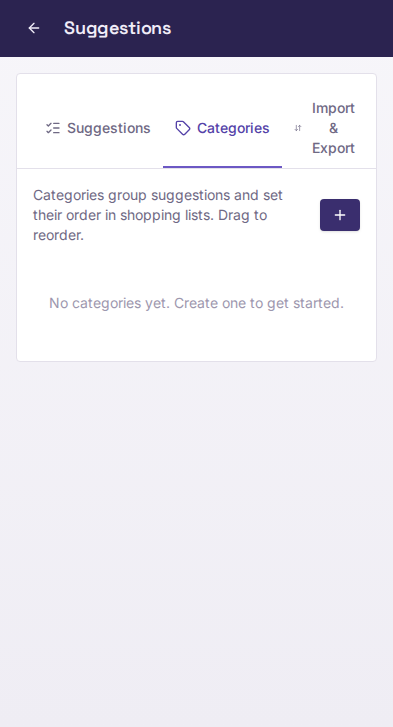 Suggestions
Suggestions
Categories
Import
&
Export
Categories group suggestions and set
their order in shopping lists. Drag to
reorder.
No categories yet. Create one to get started.